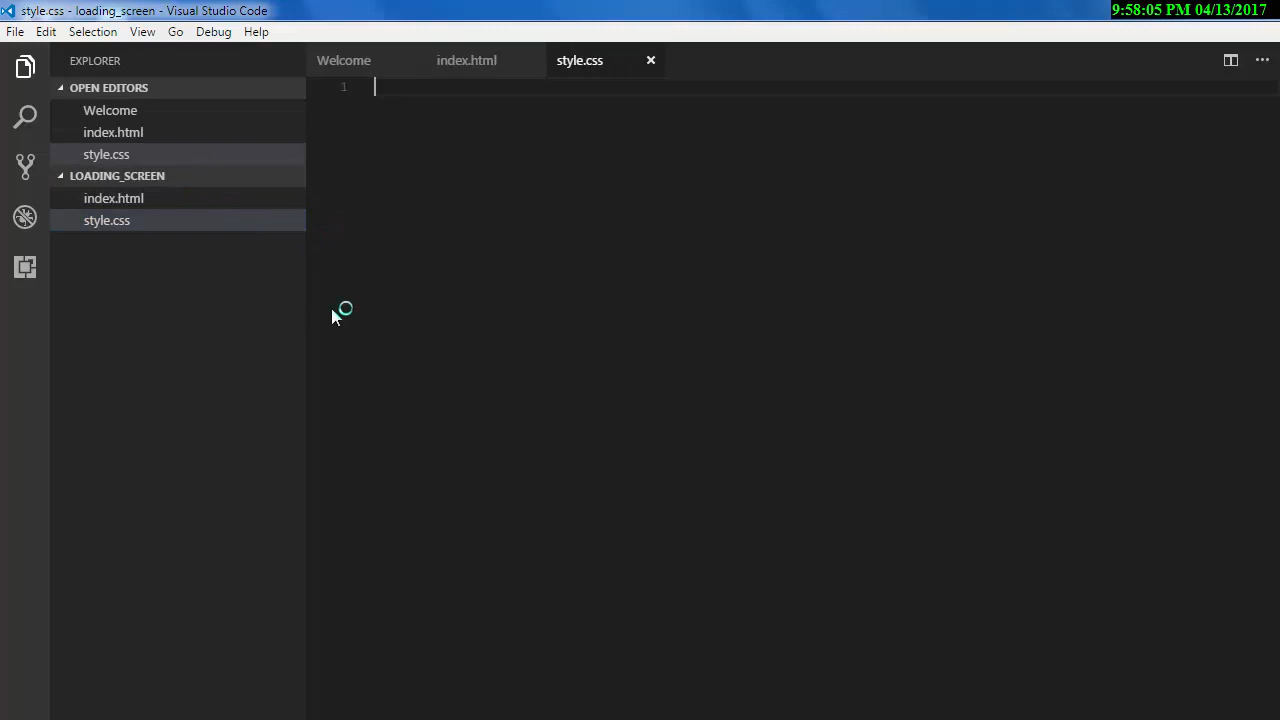 style.css - loading_screen - Visual Studio Code
9:58:05 PM 04/13/2017
File Edit Selection View Go Debug Help
EXPLORER
OPEN EDITORS
Welcome
index.html
style.css
LOADING_SCREEN
index.html
style.css
Welcome index.html style.css
1